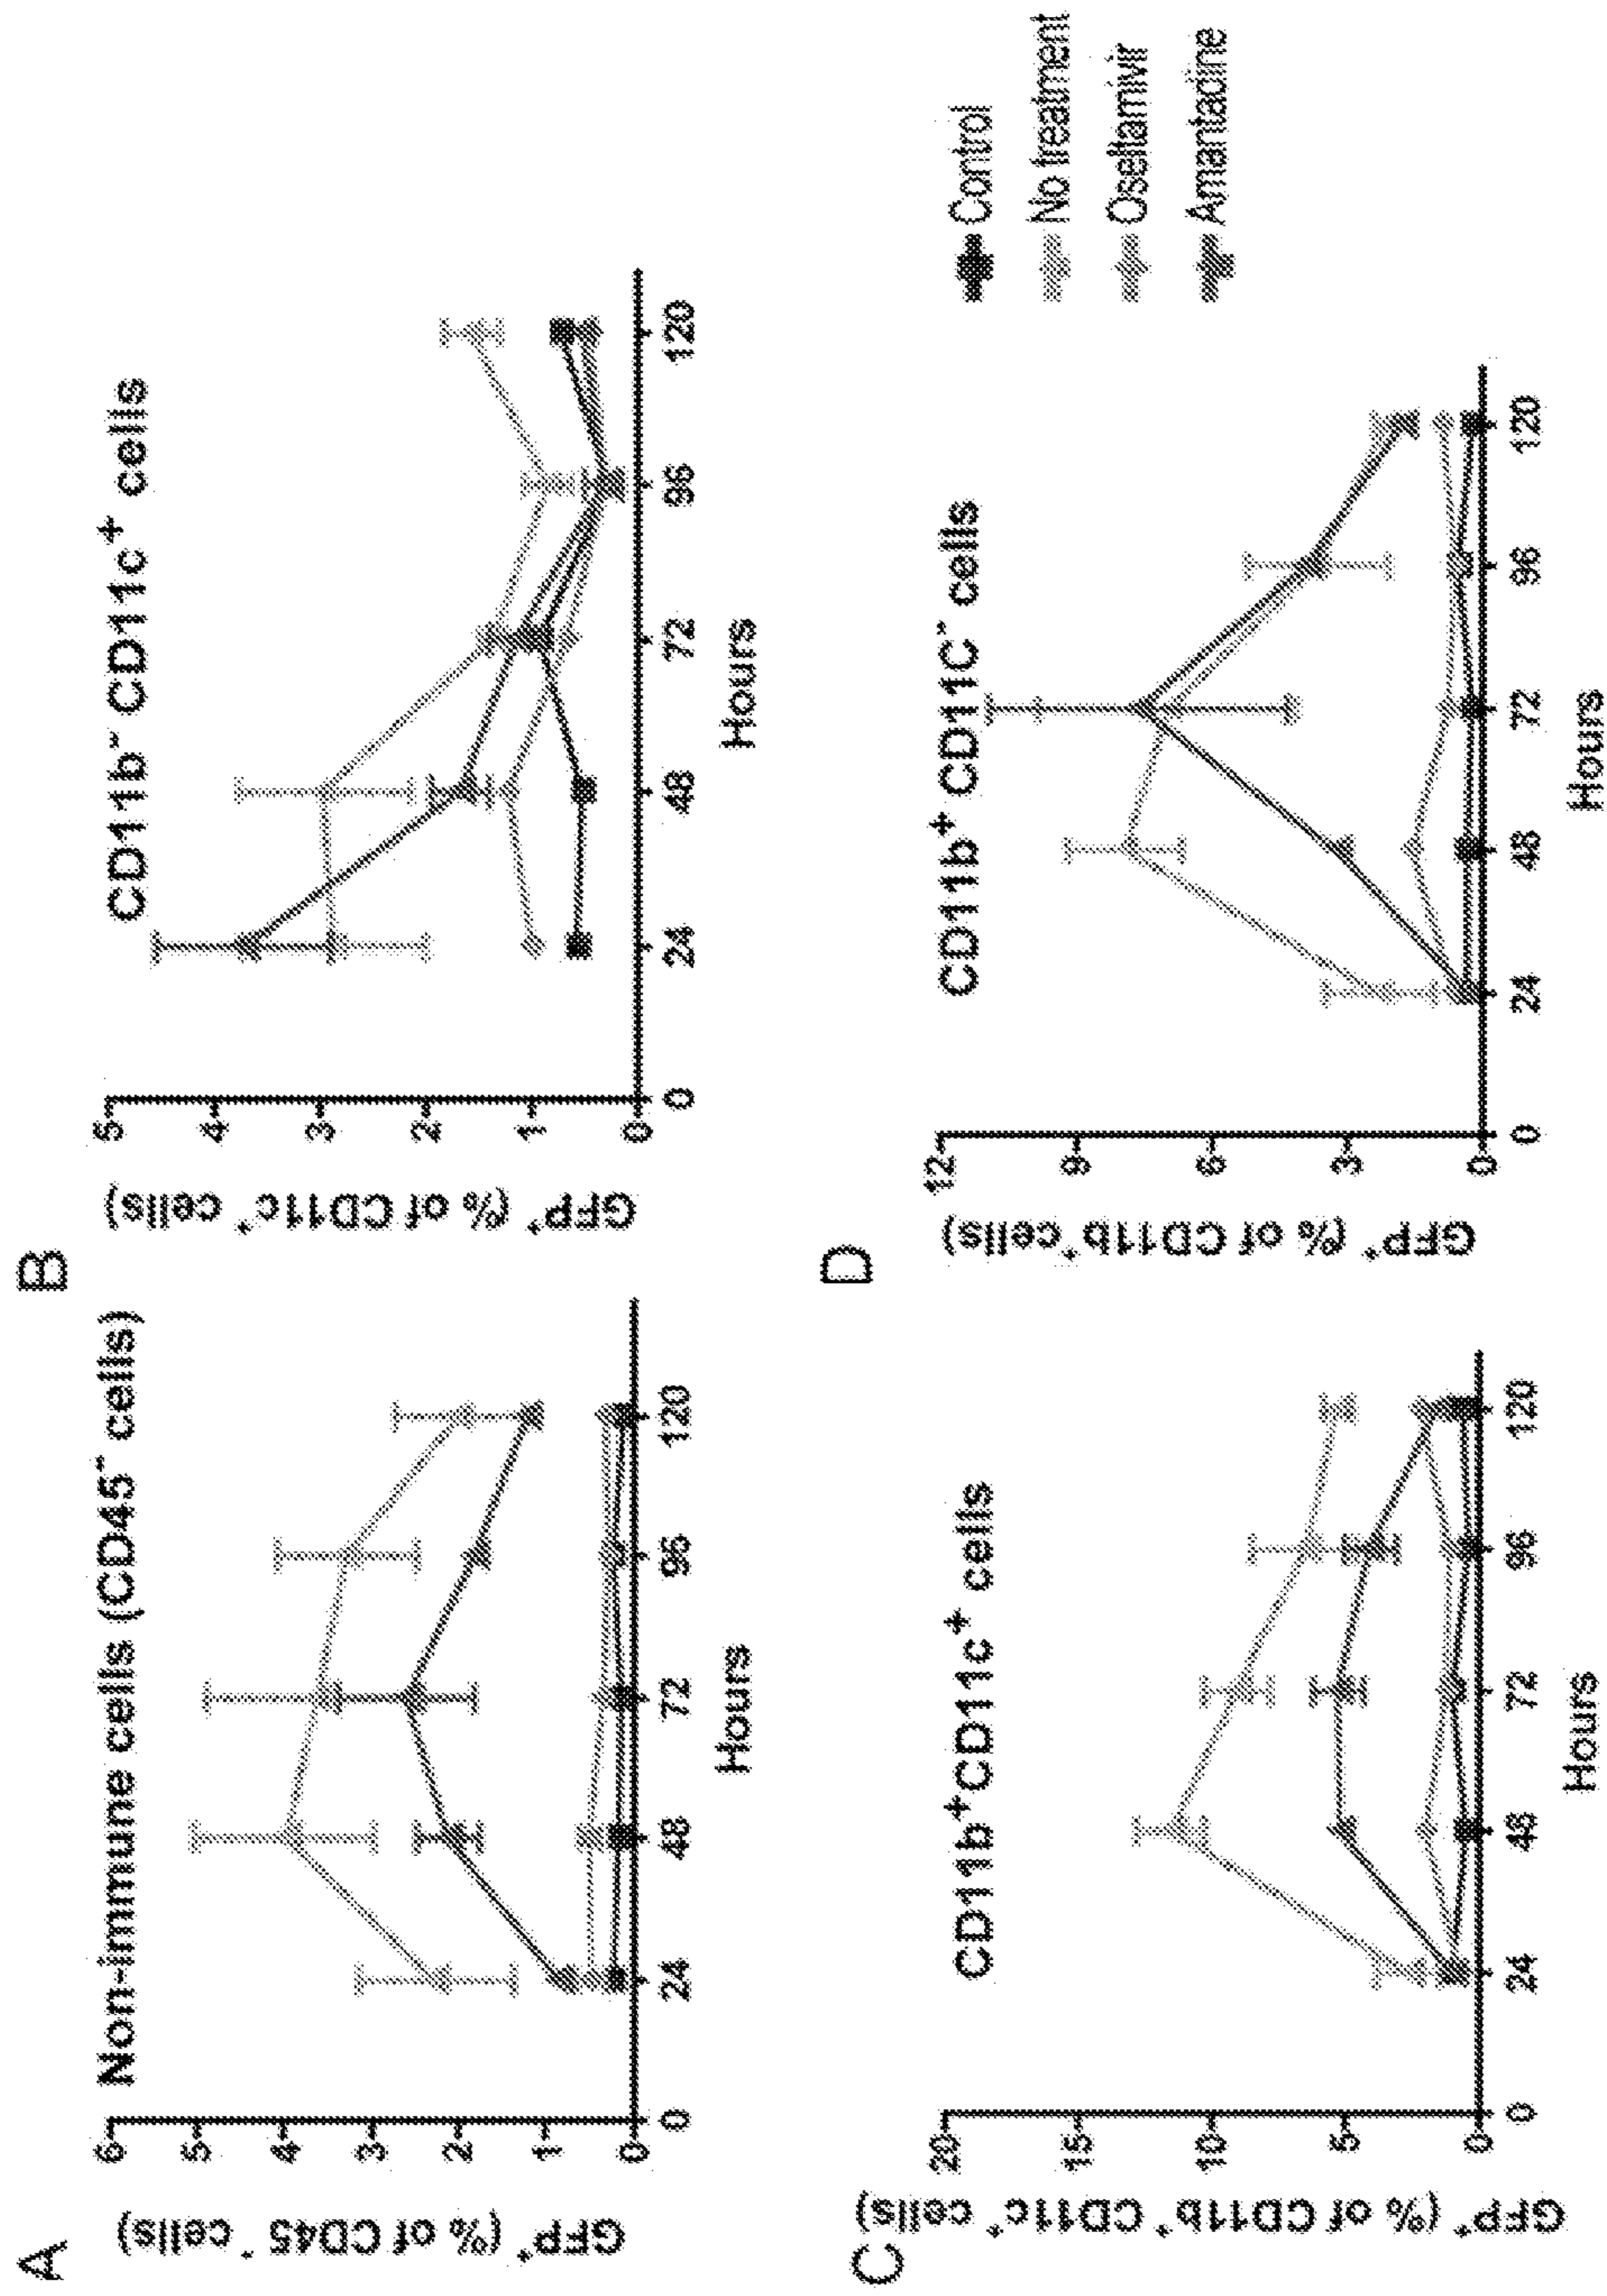 A
Non-immune cells (CD45⁻ cells)
GFP⁺ (% of CD45⁻ cells)
6
5
4
3
2
1
0
0
24
48
72
96
120
Hours
B
CD11b⁻ CD11c⁺ cells
GFP⁺ (% of CD11c⁺ cells)
5
4
3
2
1
0
0
24
48
72
96
120
Hours
C
CD11b⁺CD11c⁺ cells
GFP⁺ (% of CD11b⁺ CD11c⁺ cells)
20
15
10
5
0
0
24
48
72
96
120
Hours
D
CD11b⁺ CD11C⁻ cells
GFP⁺ (% of CD11b⁺ cells)
12
9
6
3
0
0
24
48
72
96
120
Hours
Control
No treatment
Oseltamivir
Amantadine